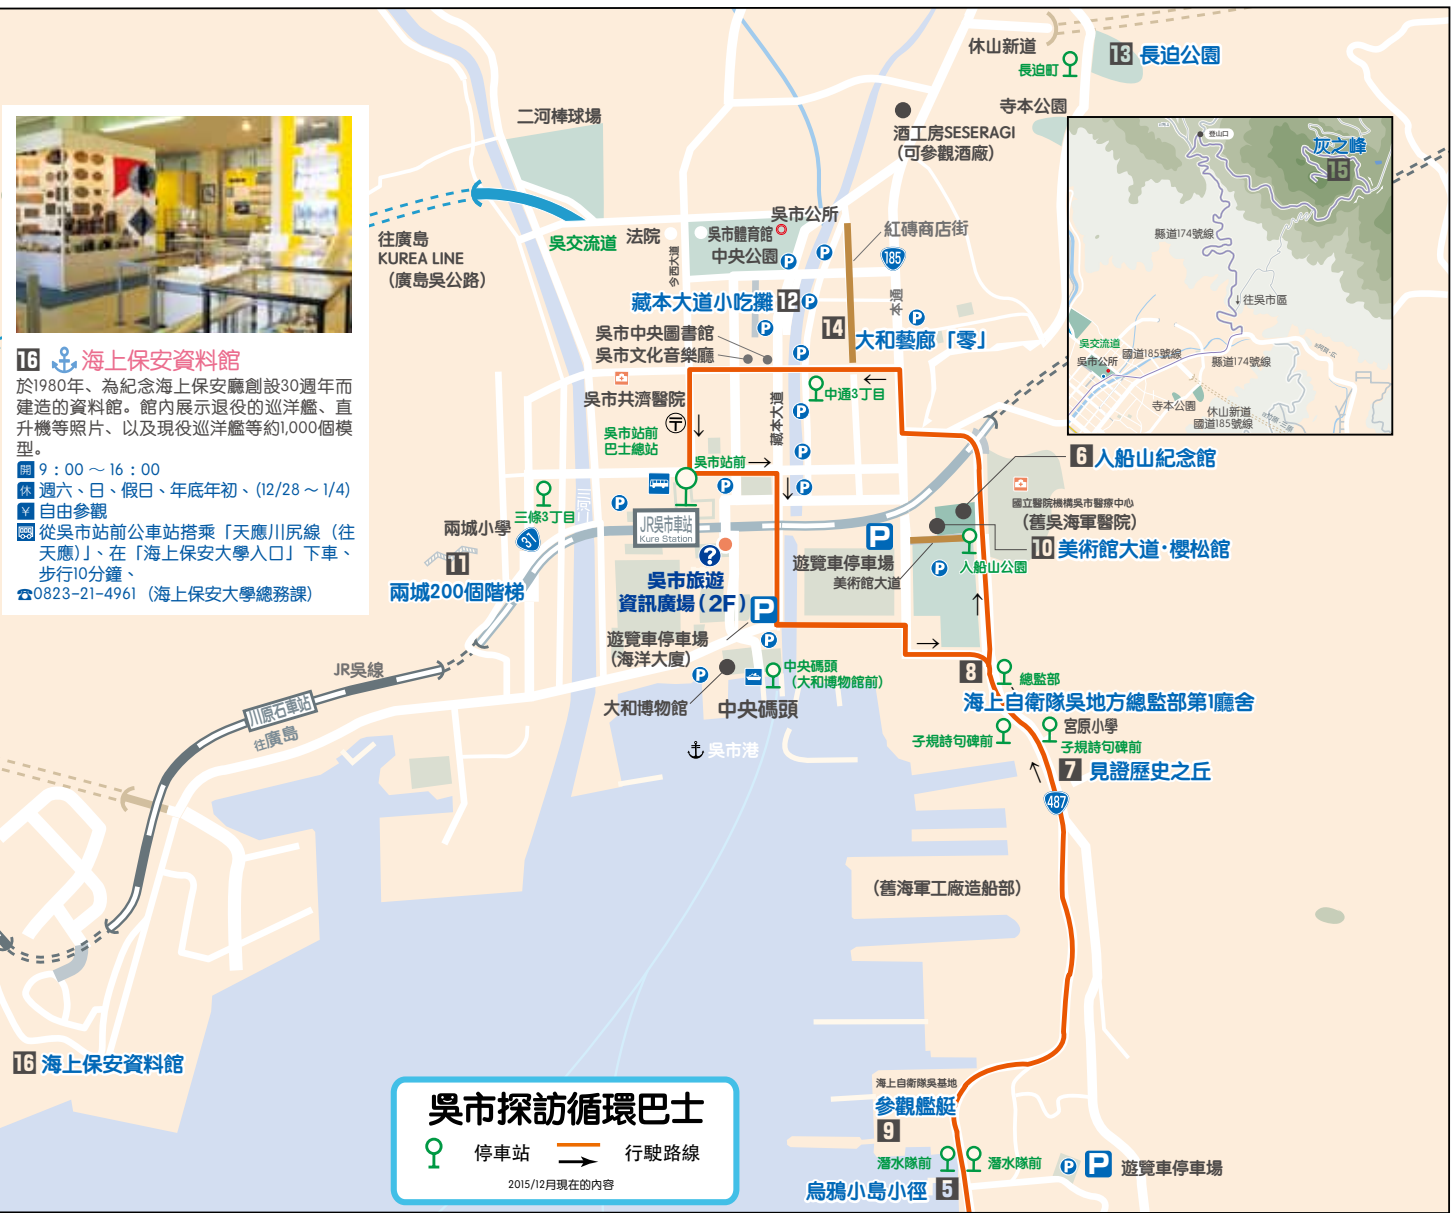 休山新道
長迫町
13 長迫公園
寺本公園
二河棒球場
酒工房SESERAGI
(可參觀酒廠)
登山口
灰之峰
15
縣道174號線
往吳市區
吳交流道
國道185號線
吳市公所
縣道174號線
寺本公園
休山新道
國道185號線
往廣島
KUREA LINE
(廣島吳公路)
吳交流道
法院
吳市體育館
中央公園
吳市公所
紅磚商店街
185
今西大道
本通
藏本大道小吃攤 12
14
大和藝廊「零」
吳市中央圖書館
吳市文化音樂廳
吳市共濟醫院
中通3丁目
藏本大道
吳市站前
巴士總站
吳市站前
6 入船山紀念館
國立醫院機構吳市醫療中心
(舊吳海軍醫院)
10 美術館大道·櫻松館
三條3丁目
兩城小學
31
11
兩城200個階梯
二河川
JR吳市車站
Kure Station
吳市旅遊
資訊廣場(2F)
遊覽車停車場
美術館大道
入船山公園
遊覽車停車場
(海洋大廈)
大和博物館
中央碼頭
(大和博物館前)
中央碼頭
吳市港
JR吳線
川原石車站
往廣島
8
總監部
海上自衛隊吳地方總監部第1廳舍
子規詩句碑前
宮原小學
子規詩句碑前
7 見證歷史之丘
487
(舊海軍工廠造船部)
海上自衛隊吳基地
參觀艦艇
9
潛水隊前
潛水隊前
遊覽車停車場
烏鴉小島小徑 5
16 海上保安資料館
16 海上保安資料館
於1980年、為紀念海上保安廳創設30週年而
建造的資料館。館內展示退役的巡洋艦、直
升機等照片、以及現役巡洋艦等約1,000個模
型。
開 9：00～16：00
休 週六、日、假日、年底年初、(12/28～1/4)
¥ 自由參觀
從吳市站前公車站搭乘「天應川尻線（往
天應)」、在「海上保安大學入口」下車、
步行10分鐘、
☎0823-21-4961（海上保安大學總務課）
吳市探訪循環巴士
停車站 行駛路線
2015/12月現在的內容